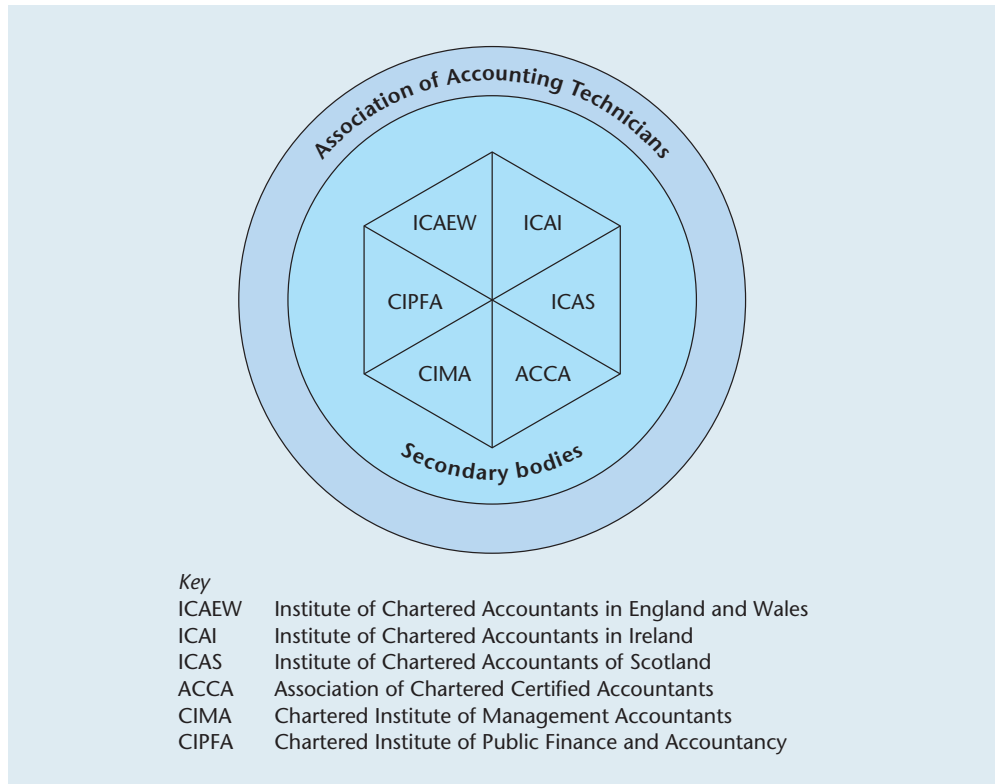 Association of Accounting Technicians
ICAEW ICAI
CIPFA ICAS
CIMA ACCA
Secondary bodies
Key
ICAEW Institute of Chartered Accountants in England and Wales
ICAI Institute of Chartered Accountants in Ireland
ICAS Institute of Chartered Accountants of Scotland
ACCA Association of Chartered Certified Accountants
CIMA Chartered Institute of Management Accountants
CIPFA Chartered Institute of Public Finance and Accountancy